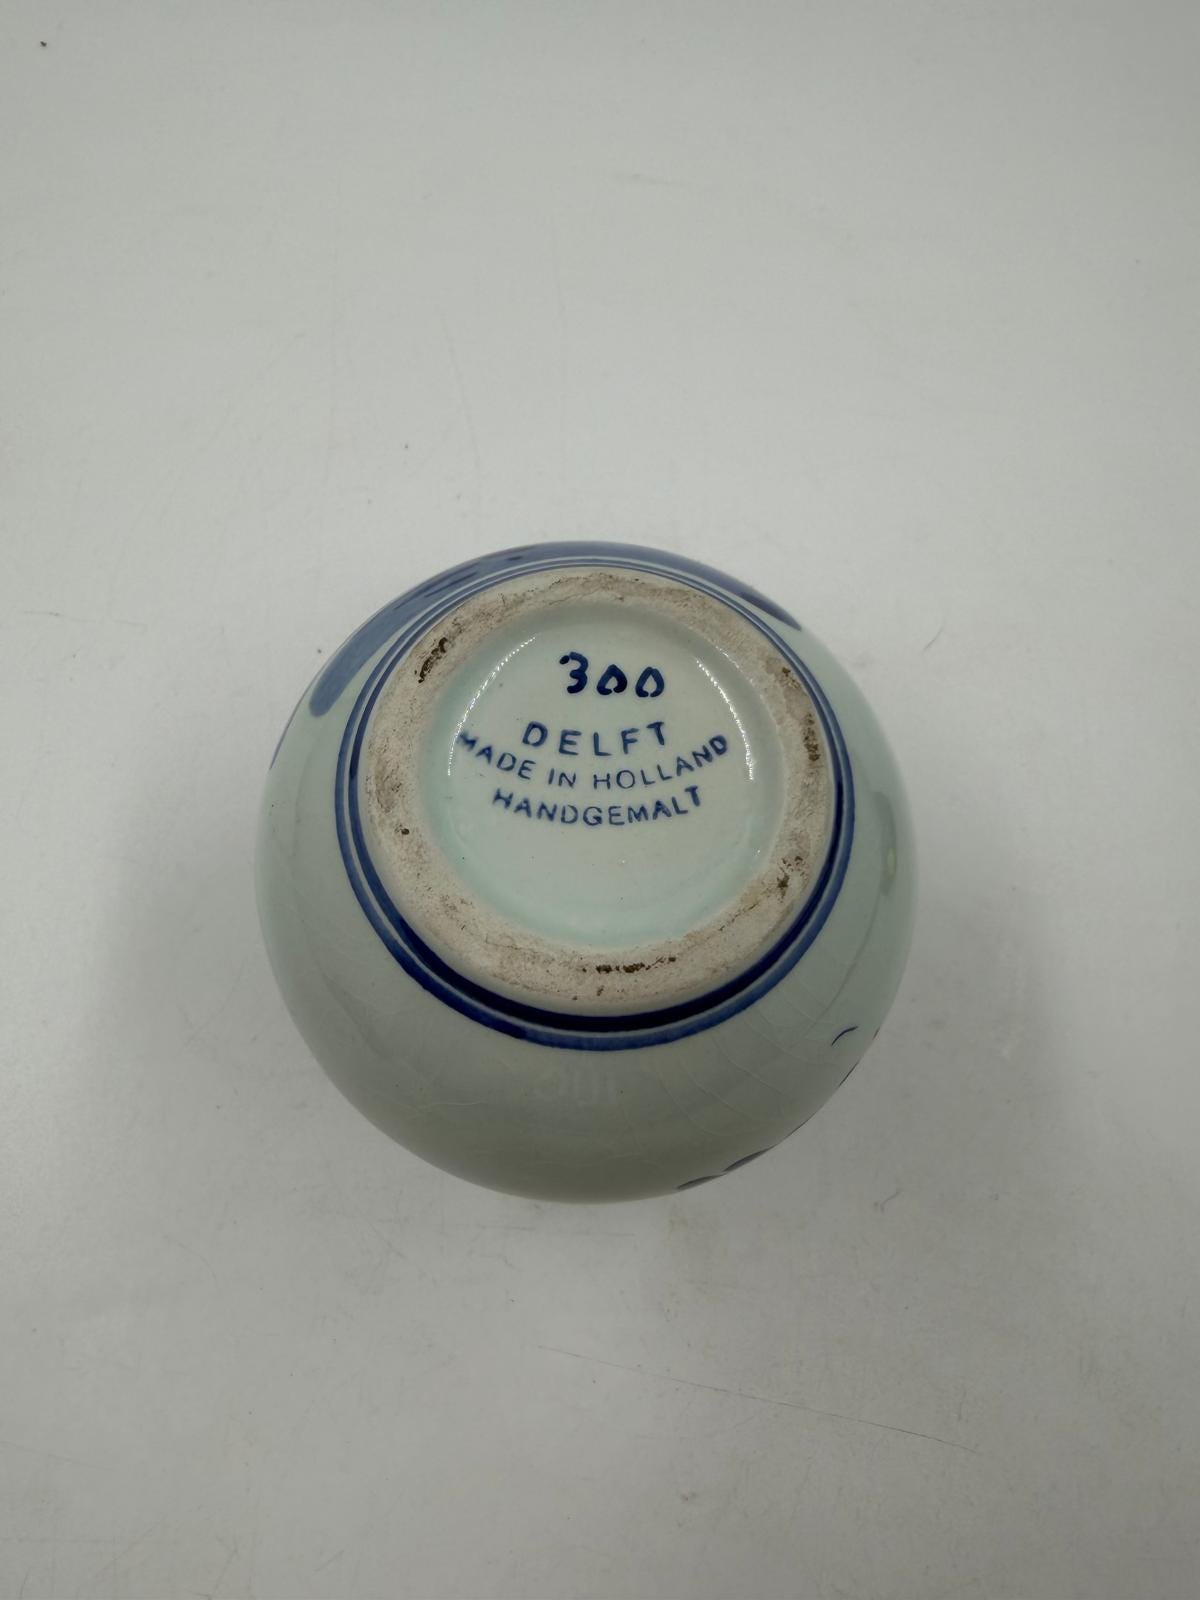 300
DELFT
MADE IN HOLLAND
HANDGEMALT